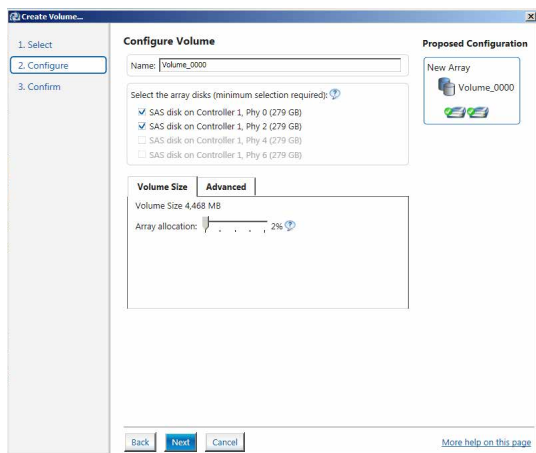 Create Volume...
1. Select
2. Configure
3. Confirm
Configure Volume
Name: Volume_0000
Select the array disks (minimum selection required):
SAS disk on Controller 1, Phy 0 (279 GB)
SAS disk on Controller 1, Phy 2 (279 GB)
SAS disk on Controller 1, Phy 4 (279 GB)
SAS disk on Controller 1, Phy 6 (279 GB)
Volume Size Advanced
Volume Size 4,468 MB
Array allocation: 2%
Proposed Configuration
New Array
Volume_0000
Back Next Cancel
More help on this page